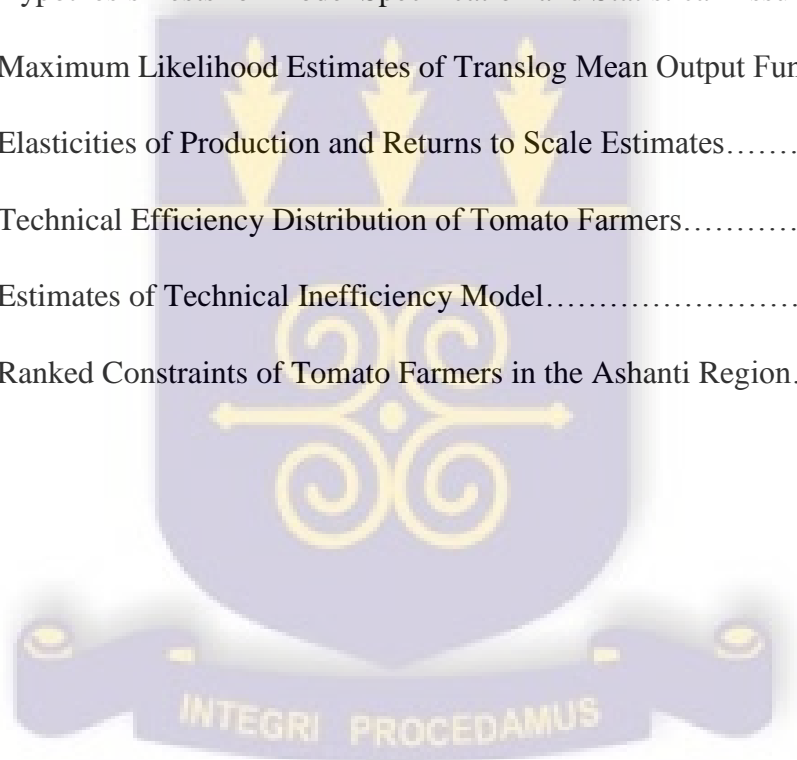 Maximum Likelihood Estimates of Translog Mean Output Fun
Elasticities of Production and Returns to Scale Estimates…….
Technical Efficiency Distribution of Tomato Farmers…………
Estimates of Technical Inefficiency Model………………………
Ranked Constraints of Tomato Farmers in the Ashanti Region.
INTEGRI PROCEDAMUS